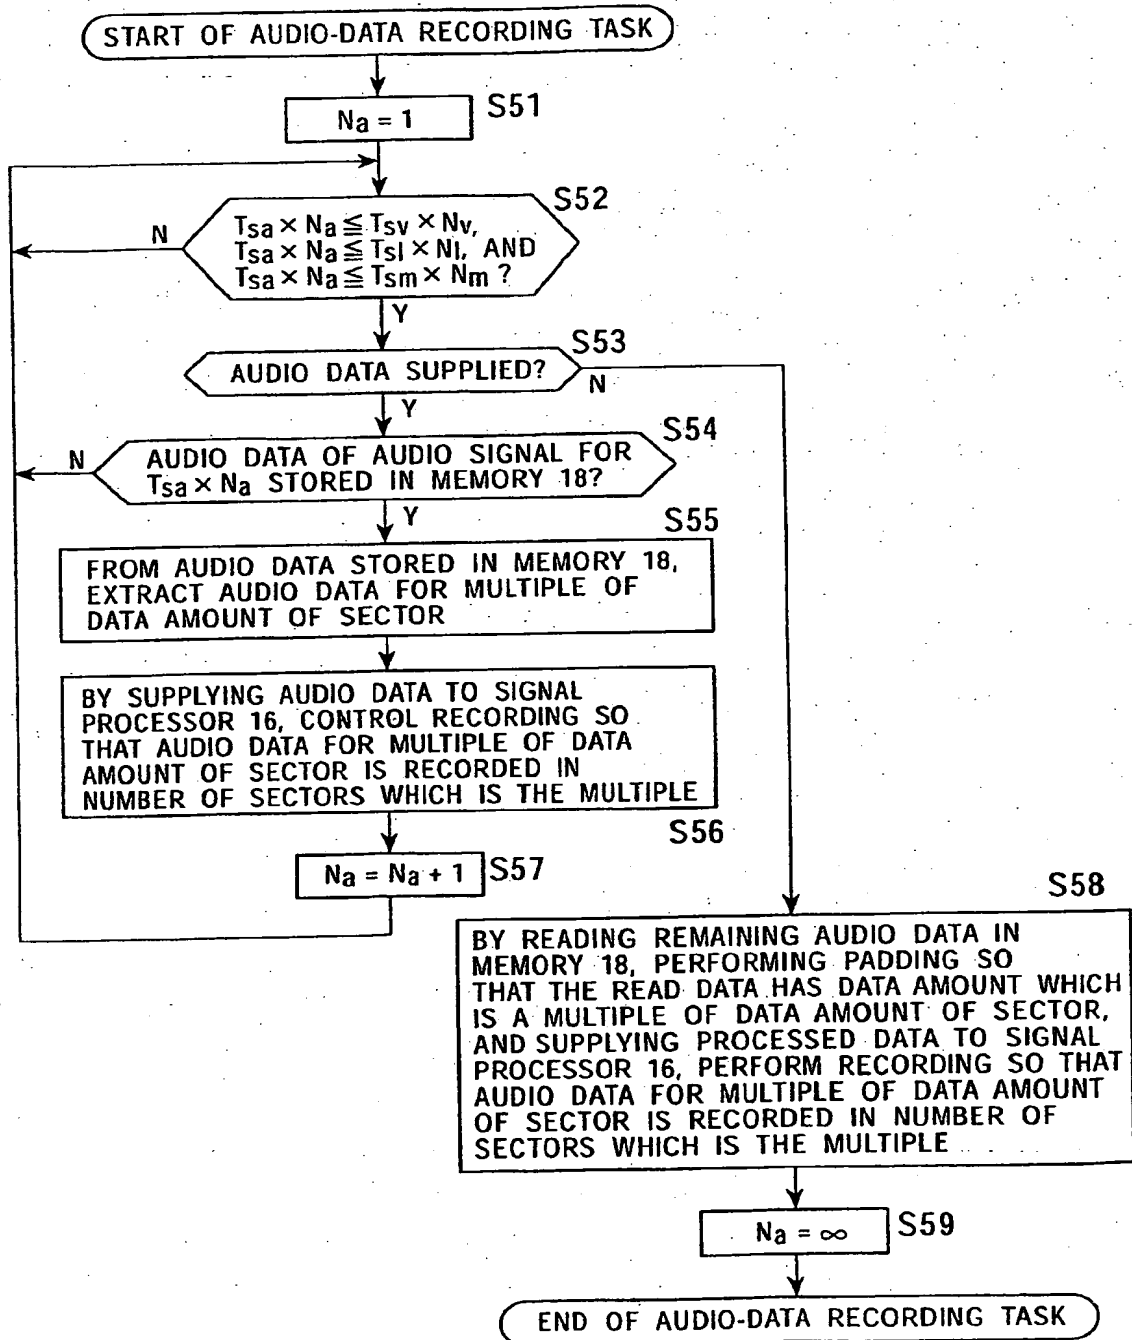 START OF AUDIO-DATA RECORDING TASK
Na = 1
S51
S52
Tsa × Na ≦ Tsv × Nv,
Tsa × Na ≦ Tsl × Nl, AND
Tsa × Na ≦ Tsm × Nm ?
N
Y
S53
AUDIO DATA SUPPLIED?
N
Y
S54
AUDIO DATA OF AUDIO SIGNAL FOR
Tsa × Na STORED IN MEMORY 18?
N
Y
S55
FROM AUDIO DATA STORED IN MEMORY 18,
EXTRACT AUDIO DATA FOR MULTIPLE OF
DATA AMOUNT OF SECTOR
BY SUPPLYING AUDIO DATA TO SIGNAL
PROCESSOR 16, CONTROL RECORDING SO
THAT AUDIO DATA FOR MULTIPLE OF DATA
AMOUNT OF SECTOR IS RECORDED IN
NUMBER OF SECTORS WHICH IS THE MULTIPLE
S56
Na = Na + 1
S57
S58
BY READING REMAINING AUDIO DATA IN
MEMORY 18, PERFORMING PADDING SO
THAT THE READ DATA HAS DATA AMOUNT WHICH
IS A MULTIPLE OF DATA AMOUNT OF SECTOR,
AND SUPPLYING PROCESSED DATA TO SIGNAL
PROCESSOR 16, PERFORM RECORDING SO THAT
AUDIO DATA FOR MULTIPLE OF DATA AMOUNT
OF SECTOR IS RECORDED IN NUMBER OF
SECTORS WHICH IS THE MULTIPLE
Na = ∞
S59
END OF AUDIO-DATA RECORDING TASK